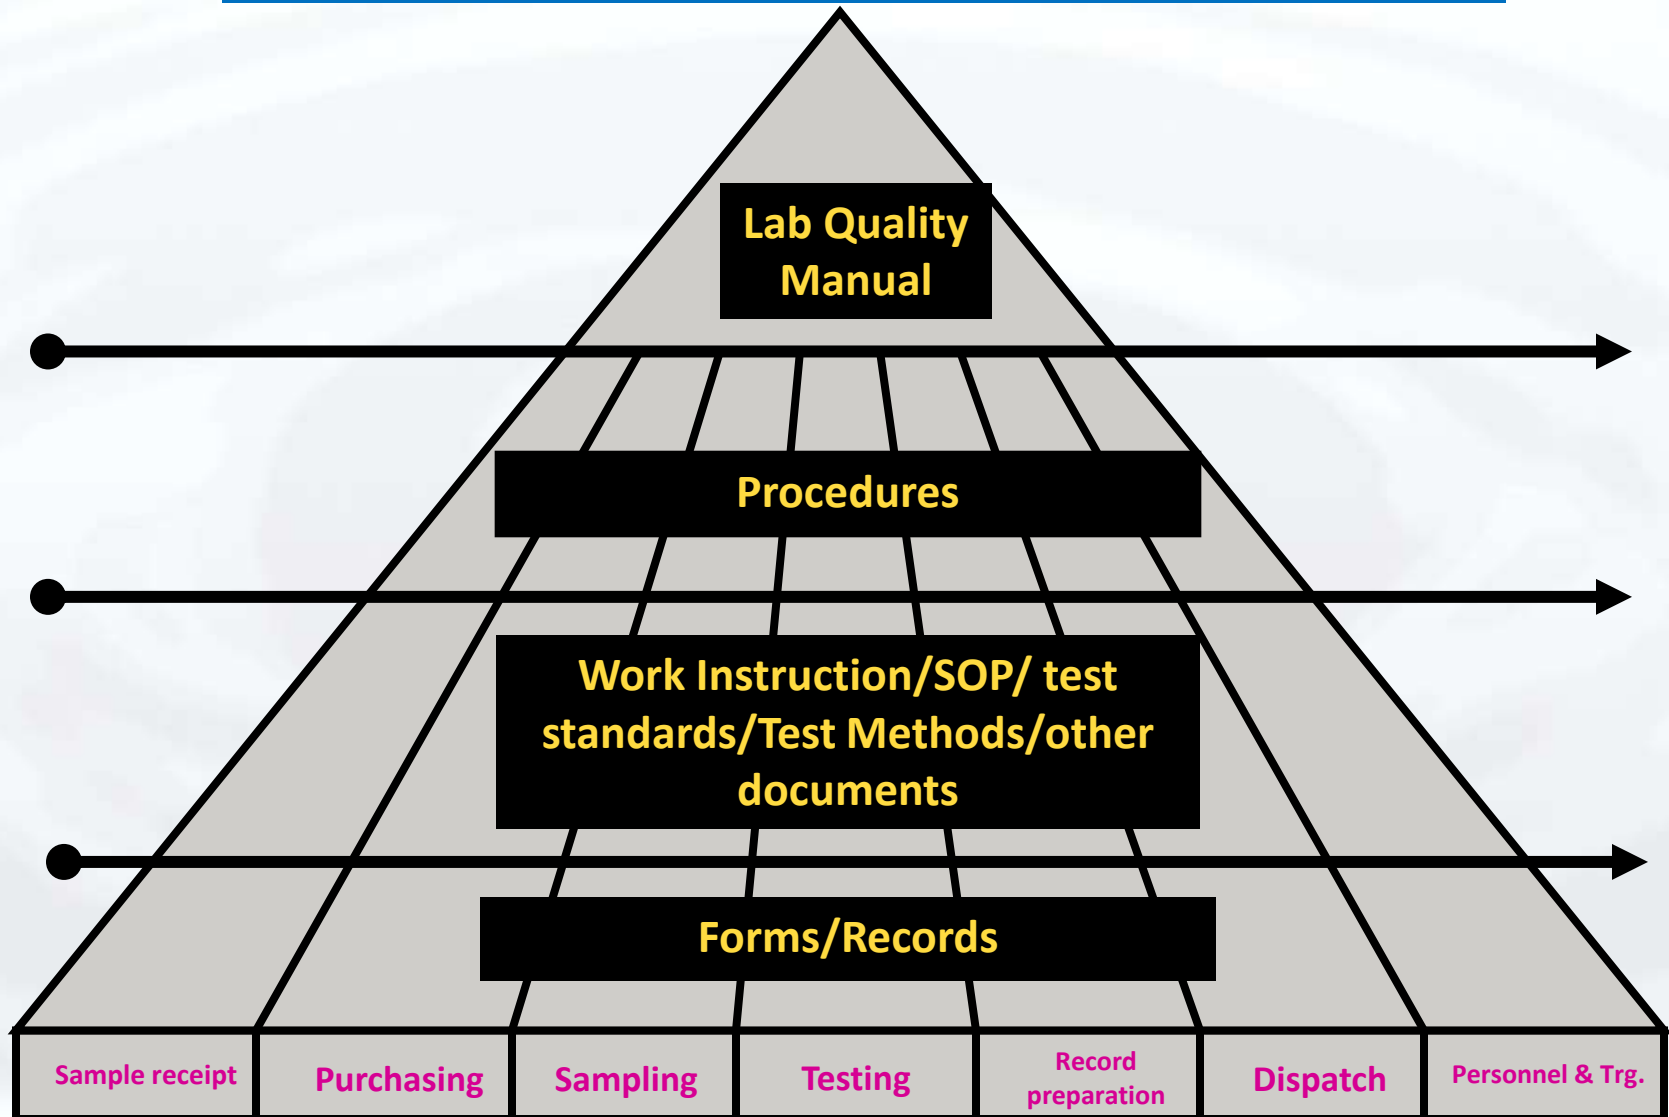 Lab Quality
Manual
Procedures
Work Instruction/SOP/ test
standards/Test Methods/other
documents
Forms/Records
Sample receipt
Purchasing
Sampling
Testing
Record
preparation
Dispatch
Personnel & Trg.